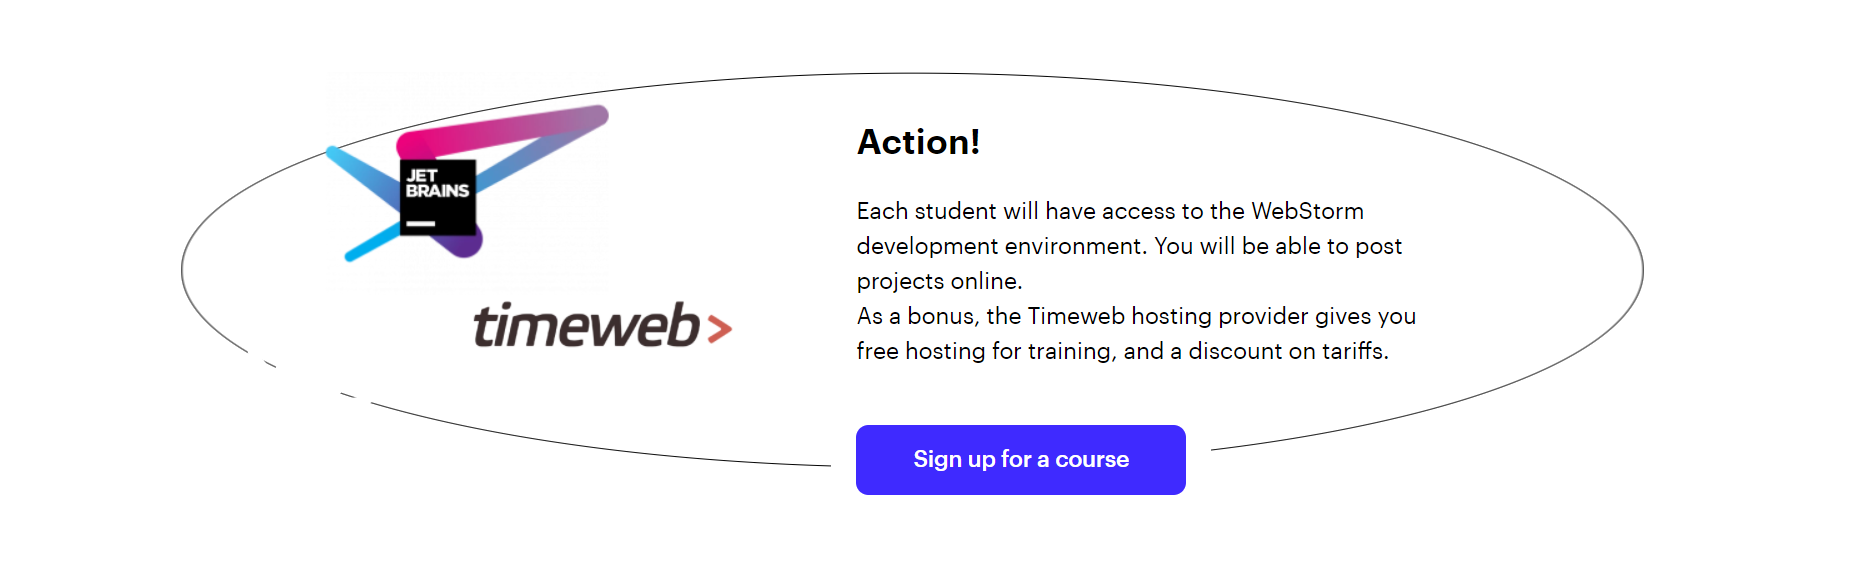 JET
BRAINS
timeweb>
Action!
Each student will have access to the WebStorm
development environment. You will be able to post
projects online.
As a bonus, the Timeweb hosting provider gives you
free hosting for training, and a discount on tariffs.
Sign up for a course